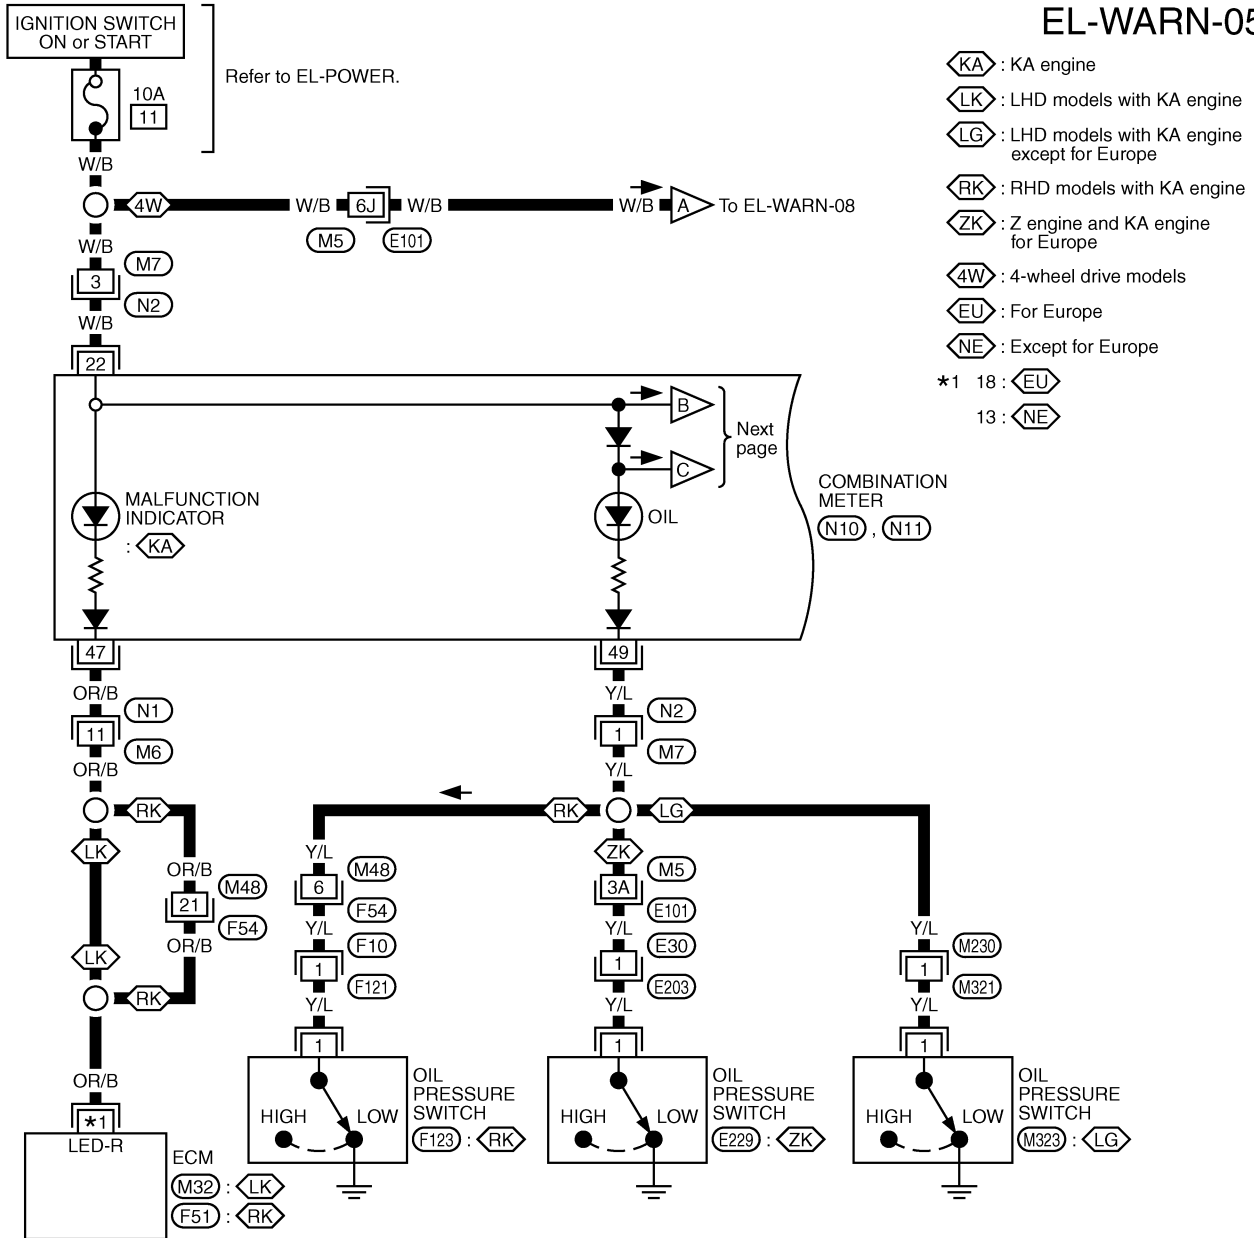 EL-WARN-05
IGNITION SWITCH
ON or START
Refer to EL-POWER.
10A
11
W/B
4W
W/B
6J
W/B
W/B
A
To EL-WARN-08
M5
E101
W/B
M7
3
N2
W/B
22
KA : KA engine
LK : LHD models with KA engine
LG : LHD models with KA engine
except for Europe
RK : RHD models with KA engine
ZK : Z engine and KA engine
for Europe
4W : 4-wheel drive models
EU : For Europe
NE : Except for Europe
*1 18 : EU
13 : NE
B
Next
page
C
MALFUNCTION
INDICATOR
: KA
OIL
COMBINATION
METER
N10 , N11
47
49
OR/B
Y/L
N1
N2
11
1
M6
M7
OR/B
Y/L
RK
RK
LG
LK
OR/B
M48
21
F54
OR/B
LK
RK
OR/B
*1
LED-R
ECM
M32 : LK
F51 : RK
Y/L
M48
6
F54
Y/L
F10
1
F121
Y/L
1
OIL
PRESSURE
SWITCH
HIGH
LOW
F123 : RK
ZK
M5
3A
E101
Y/L
E30
1
E203
Y/L
1
OIL
PRESSURE
SWITCH
HIGH
LOW
E229 : ZK
Y/L
M230
1
M321
Y/L
1
OIL
PRESSURE
SWITCH
HIGH
LOW
M323 : LG